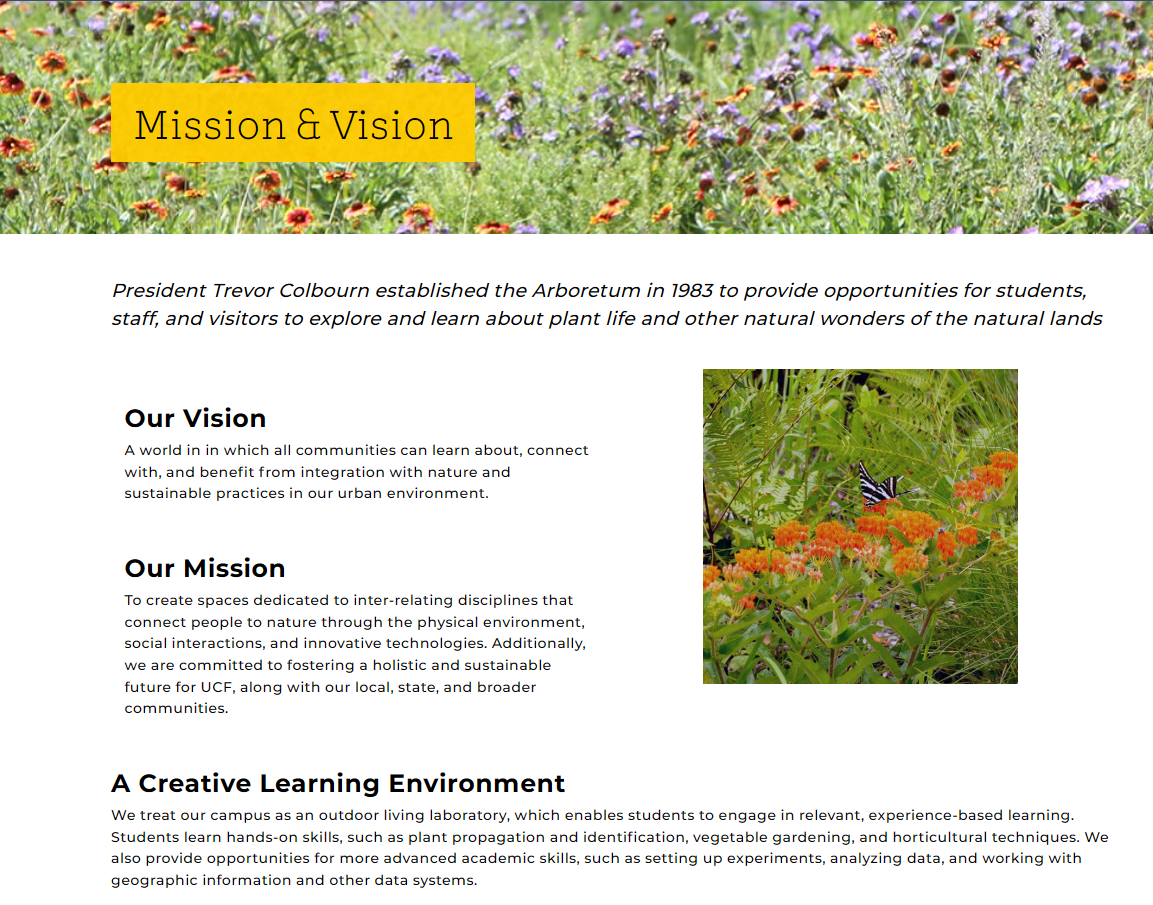 Mission & Vision
President Trevor Colbourn established the Arboretum in 1983 to provide opportunities for students,
staff, and visitors to explore and learn about plant life and other natural wonders of the natural lands
Our Vision
A world in in which all communities can learn about, connect
with, and benefit from integration with nature and
sustainable practices in our urban environment.
Our Mission
To create spaces dedicated to inter-relating disciplines that
connect people to nature through the physical environment,
social interactions, and innovative technologies. Additionally,
we are committed to fostering a holistic and sustainable
future for UCF, along with our local, state, and broader
communities.
A Creative Learning Environment
We treat our campus as an outdoor living laboratory, which enables students to engage in relevant, experience-based learning.
Students learn hands-on skills, such as plant propagation and identification, vegetable gardening, and horticultural techniques. We
also provide opportunities for more advanced academic skills, such as setting up experiments, analyzing data, and working with
geographic information and other data systems.